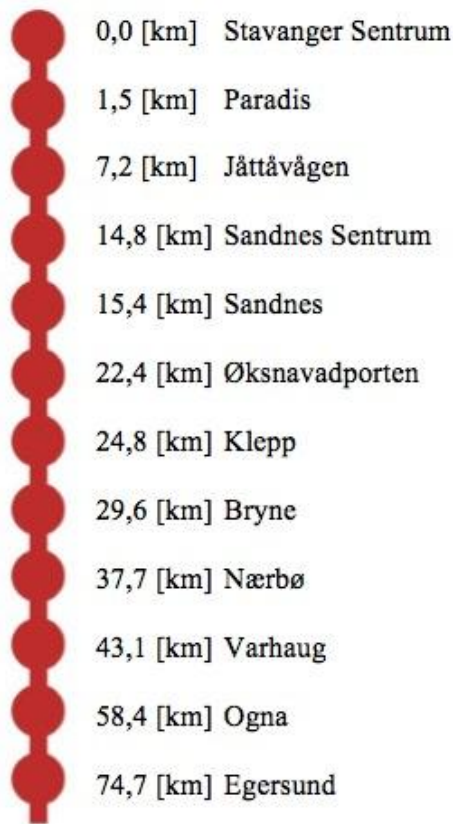 0,0 [km] Stavanger Sentrum
1,5 [km] Paradis
7,2 [km] Jåttåvågen
14,8 [km] Sandnes Sentrum
15,4 [km] Sandnes
22,4 [km] Øksnavadporten
24,8 [km] Klepp
29,6 [km] Bryne
37,7 [km] Nærbø
43,1 [km] Varhaug
58,4 [km] Ogna
74,7 [km] Egersund